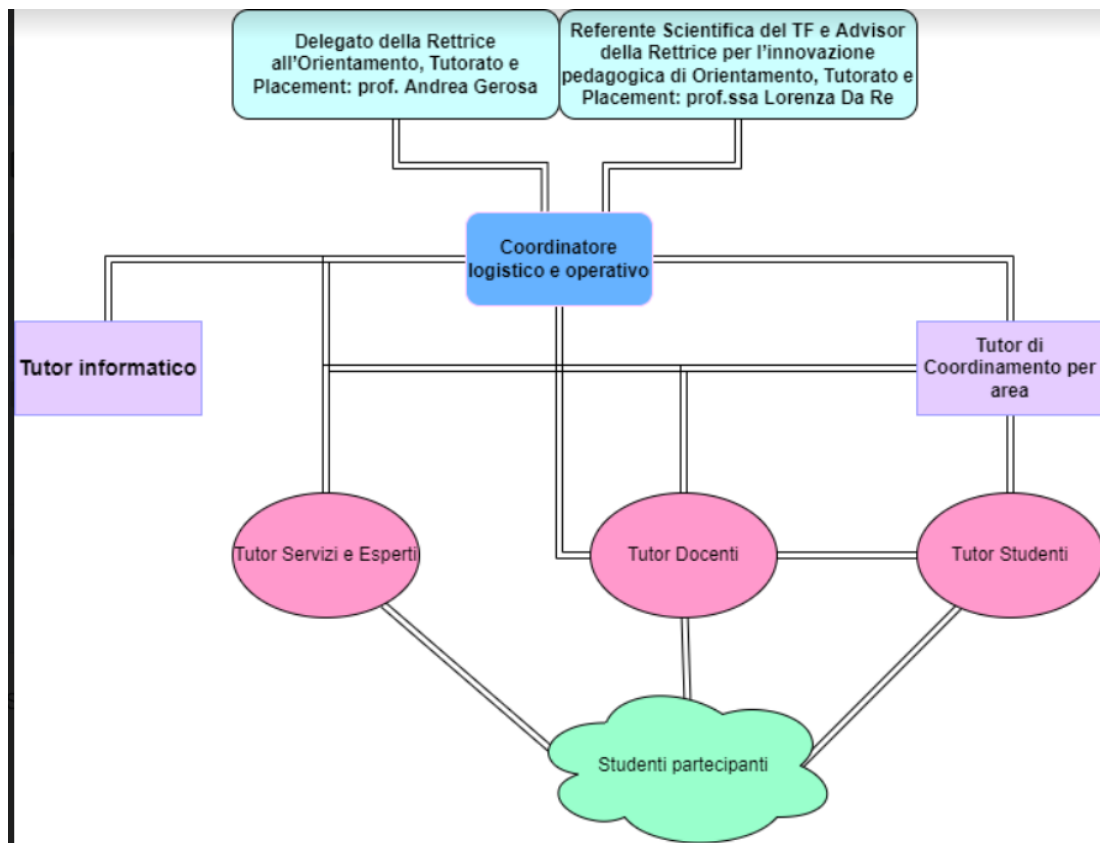 Delegato della Rettrice
all'Orientamento, Tutorato e
Placement: prof. Andrea Gerosa
Referente Scientifica del TF e Advisor
della Rettrice per l'innovazione
pedagogica di Orientamento, Tutorato e
Placement: prof.ssa Lorenza Da Re
Coordinatore
logistico e operativo
Tutor informatico
Tutor di
Coordinamento per
area
Tutor Servizi e Esperti
Tutor Docenti
Tutor Studenti
Studenti partecipanti